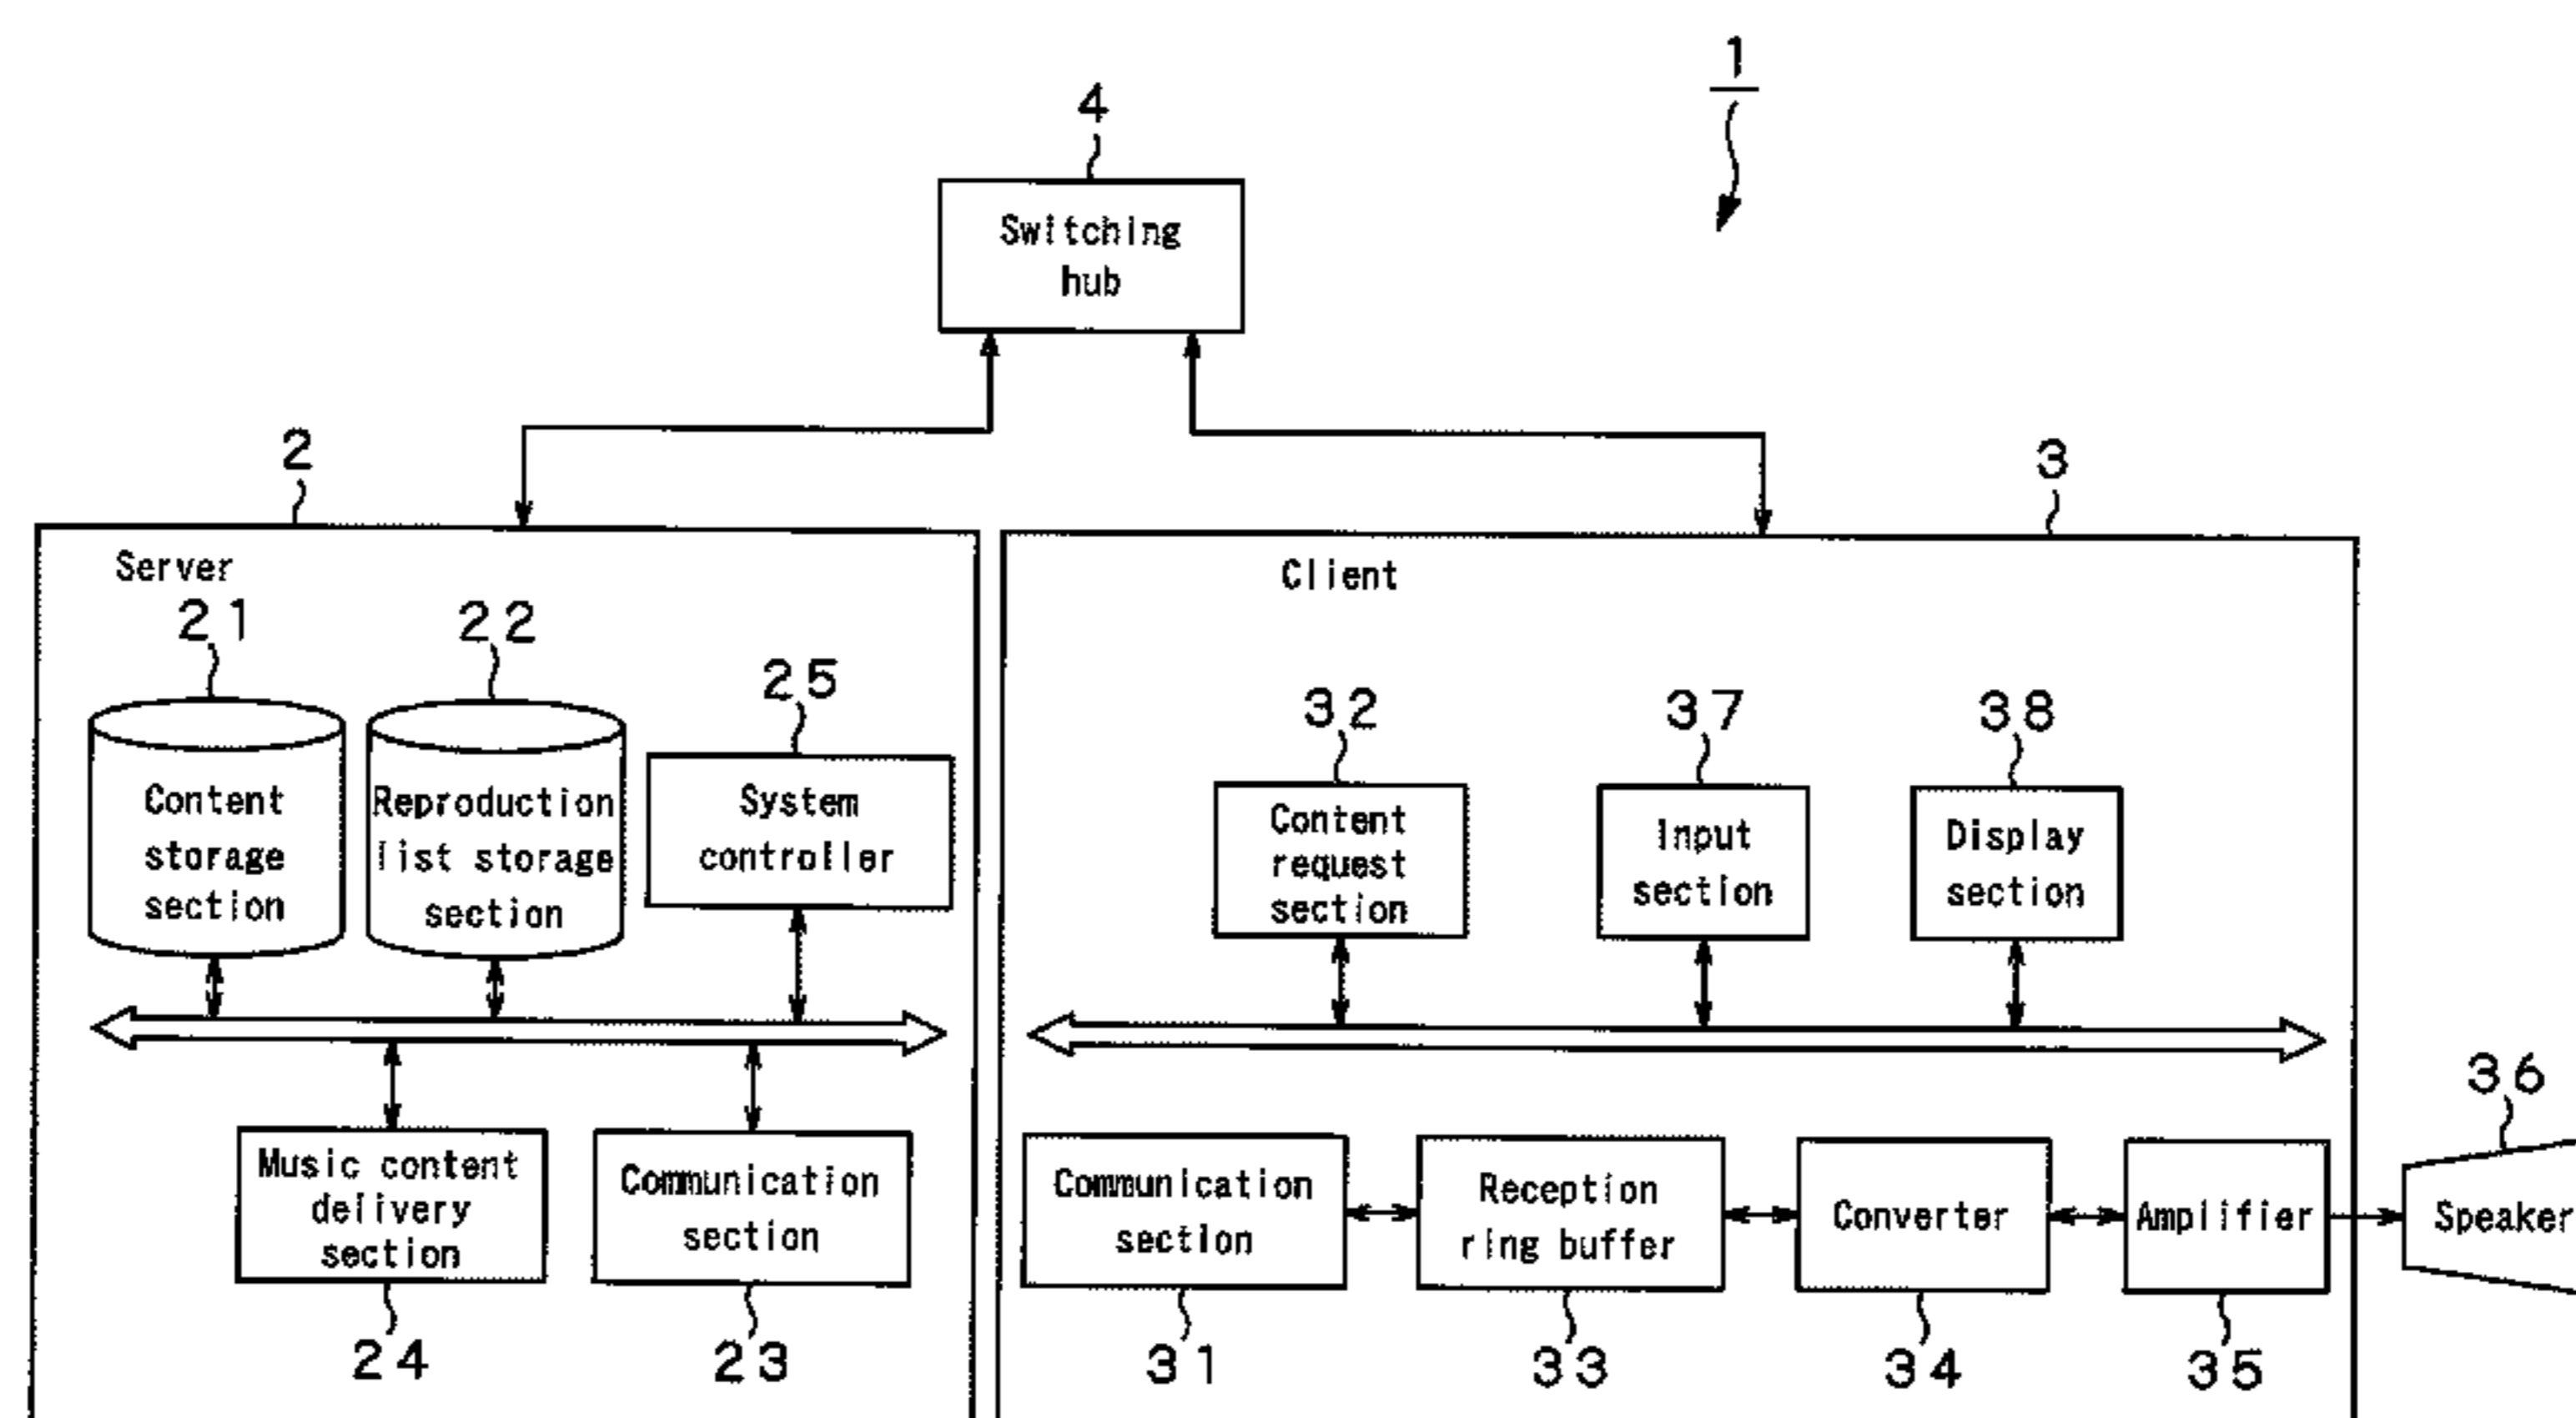 1
4
Switching
hub
2
3
Server
Client
21
22
25
32
37
38
Content
storage
section
Reproduction
list storage
section
System
controller
Content
request
section
Input
section
Display
section
36
Music content
delivery
section
Communication
section
Communication
section
Reception
ring buffer
Converter
Amplifier
Speaker
24
23
31
33
34
35